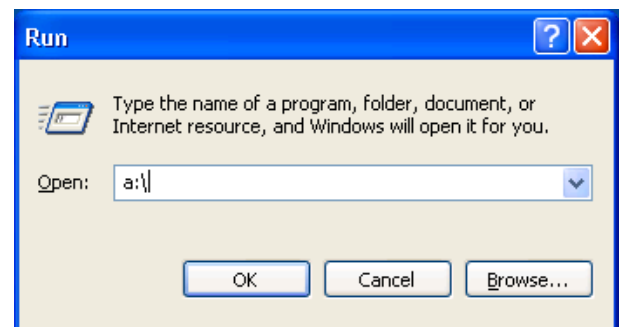 Run
Type the name of a program, folder, document, or
Internet resource, and Windows will open it for you.
Open: a:\
OK Cancel Browse...